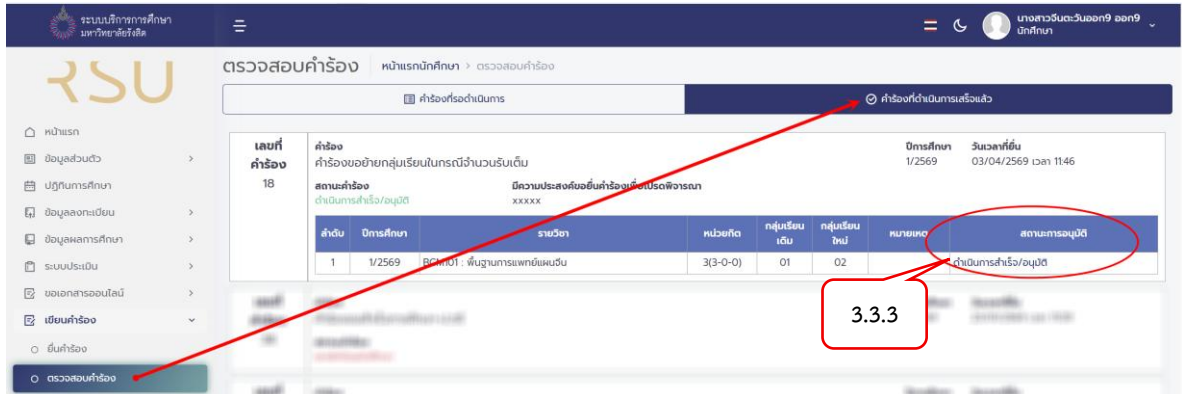 ระบบบริการการศึกษา
มหาวิทยาลัยรังสิต
นางสาวจีนตะวันออก9 ออก9
นักศึกษา
RSU
ตรวจสอบคำร้อง หน้าแรกนักศึกษา > ตรวจสอบคำร้อง
คำร้องที่รอดำเนินการ
คำร้องที่ดำเนินการเสร็จแล้ว
หน้าแรก
ข้อมูลส่วนตัว
ปฏิทินการศึกษา
ข้อมูลลงทะเบียน
ข้อมูลผลการศึกษา
ระบบประเมิน
ขอเอกสารออนไลน์
เขียนคำร้อง
ยื่นคำร้อง
ตรวจสอบคำร้อง
เลขที่
คำร้อง
18
คำร้อง
คำร้องขอย้ายกลุ่มเรียนในกรณีจำนวนรับเต็ม
ปีการศึกษา
1/2569
วันเวลาที่ยื่น
03/04/2569 เวลา 11:46
สถานะคำร้อง
ดำเนินการสำเร็จ/อนุมัติ
มีความประสงค์ขอยื่นคำร้องเพื่อโปรดพิจารณา
xxxxx
ลำดับ ปีการศึกษา รายวิชา หน่วยกิต กลุ่มเรียนเดิม กลุ่มเรียนใหม่ หมายเหตุ สถานะการอนุมัติ
1 1/2569 BCM101 : พื้นฐานการแพทย์แผนจีน 3(3-0-0) 01 02 ดำเนินการสำเร็จ/อนุมัติ
3.3.3